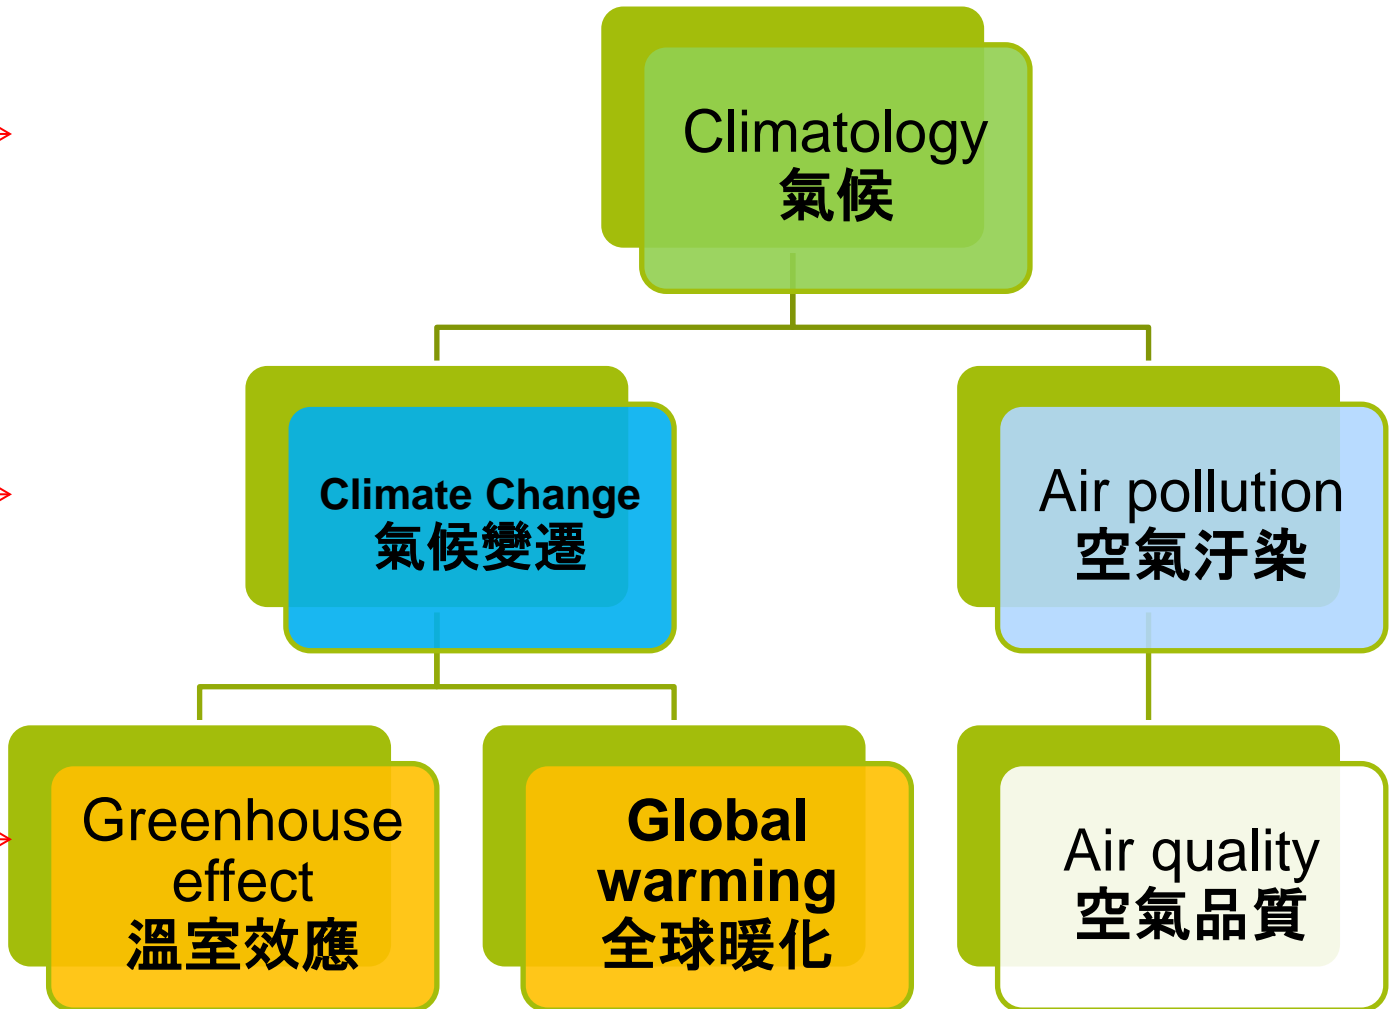 Climatology
氣候
Climate Change
氣候變遷
Air pollution
空氣汙染
Greenhouse
effect
溫室效應
Global
warming
全球暖化
Air quality
空氣品質